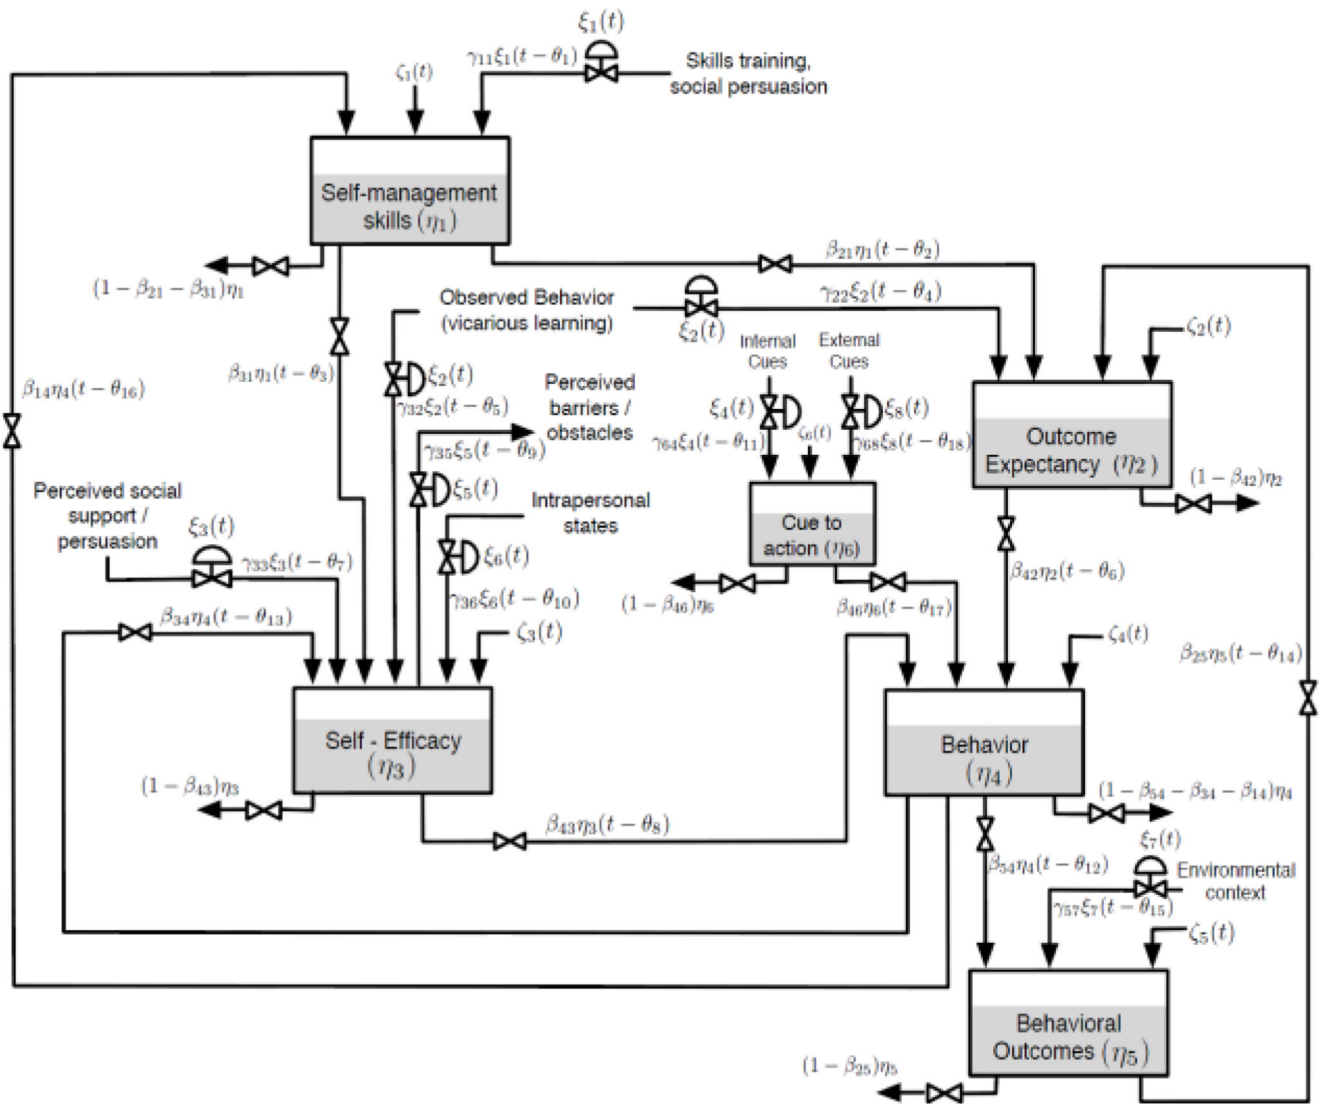 ξ₁(t)
γ₁₁ξ₁(t − θ₁)
Skills training,
social persuasion
ζ₁(t)
Self-management
skills (η₁)
(1 − β₂₁ − β₃₁)η₁
β₂₁η₁(t − θ₂)
Observed Behavior
(vicarious learning)
γ₂₂ξ₂(t − θ₄)
ξ₂(t)
ζ₂(t)
Internal
Cues
External
Cues
β₃₁η₁(t − θ₃)
β₁₄η₄(t − θ₁₆)
ξ₂(t)
γ₃₂ξ₂(t − θ₅)
Perceived
barriers /
obstacles
γ₃₅ξ₅(t − θ₉)
ξ₅(t)
ξ₄(t)
ξ₈(t)
γ₆₄ξ₄(t − θ₁₁)
ζ₆(t)
γ₆₈ξ₈(t − θ₁₈)
Outcome
Expectancy (η₂)
(1 − β₄₂)η₂
Perceived social
support /
persuasion
ξ₃(t)
γ₃₃ξ₃(t − θ₇)
Intrapersonal
states
ξ₆(t)
γ₃₆ξ₆(t − θ₁₀)
Cue to
action (η₆)
(1 − β₄₆)η₆
β₄₆η₆(t − θ₁₇)
β₄₂η₂(t − θ₆)
β₃₄η₄(t − θ₁₃)
ζ₃(t)
ζ₄(t)
β₂₅η₅(t − θ₁₄)
Self - Efficacy
(η₃)
Behavior
(η₄)
(1 − β₄₃)η₃
β₄₃η₃(t − θ₈)
(1 − β₅₄ − β₃₄ − β₁₄)η₄
ξ₇(t)
β₅₄η₄(t − θ₁₂)
Environmental
context
γ₅₇ξ₇(t − θ₁₅)
ζ₅(t)
Behavioral
Outcomes (η₅)
(1 − β₂₅)η₅